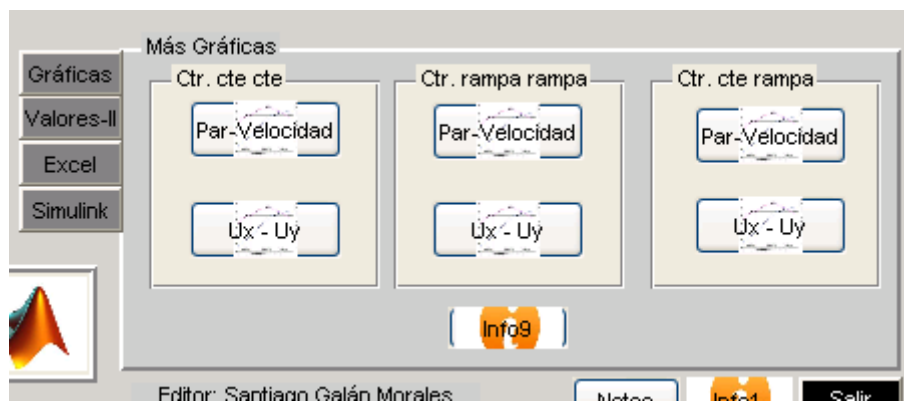 Más Gráficas
Gráficas
Valores-II
Excel
Simulink
Ctr. cte cte
Par-Velocidad
Ux - Uy
Ctr. rampa rampa
Par-Velocidad
Ux - Uy
Ctr. cte rampa
Par-Velocidad
Ux - Uy
Info9
Editor: Santiago Galán Morales
Notas
Info1
Salir